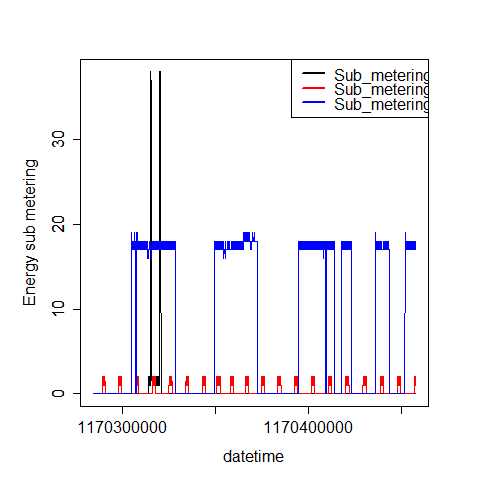 Sub_metering
Sub_metering
Sub_metering
Energy sub metering
30
20
10
0
1170300000
1170400000
datetime